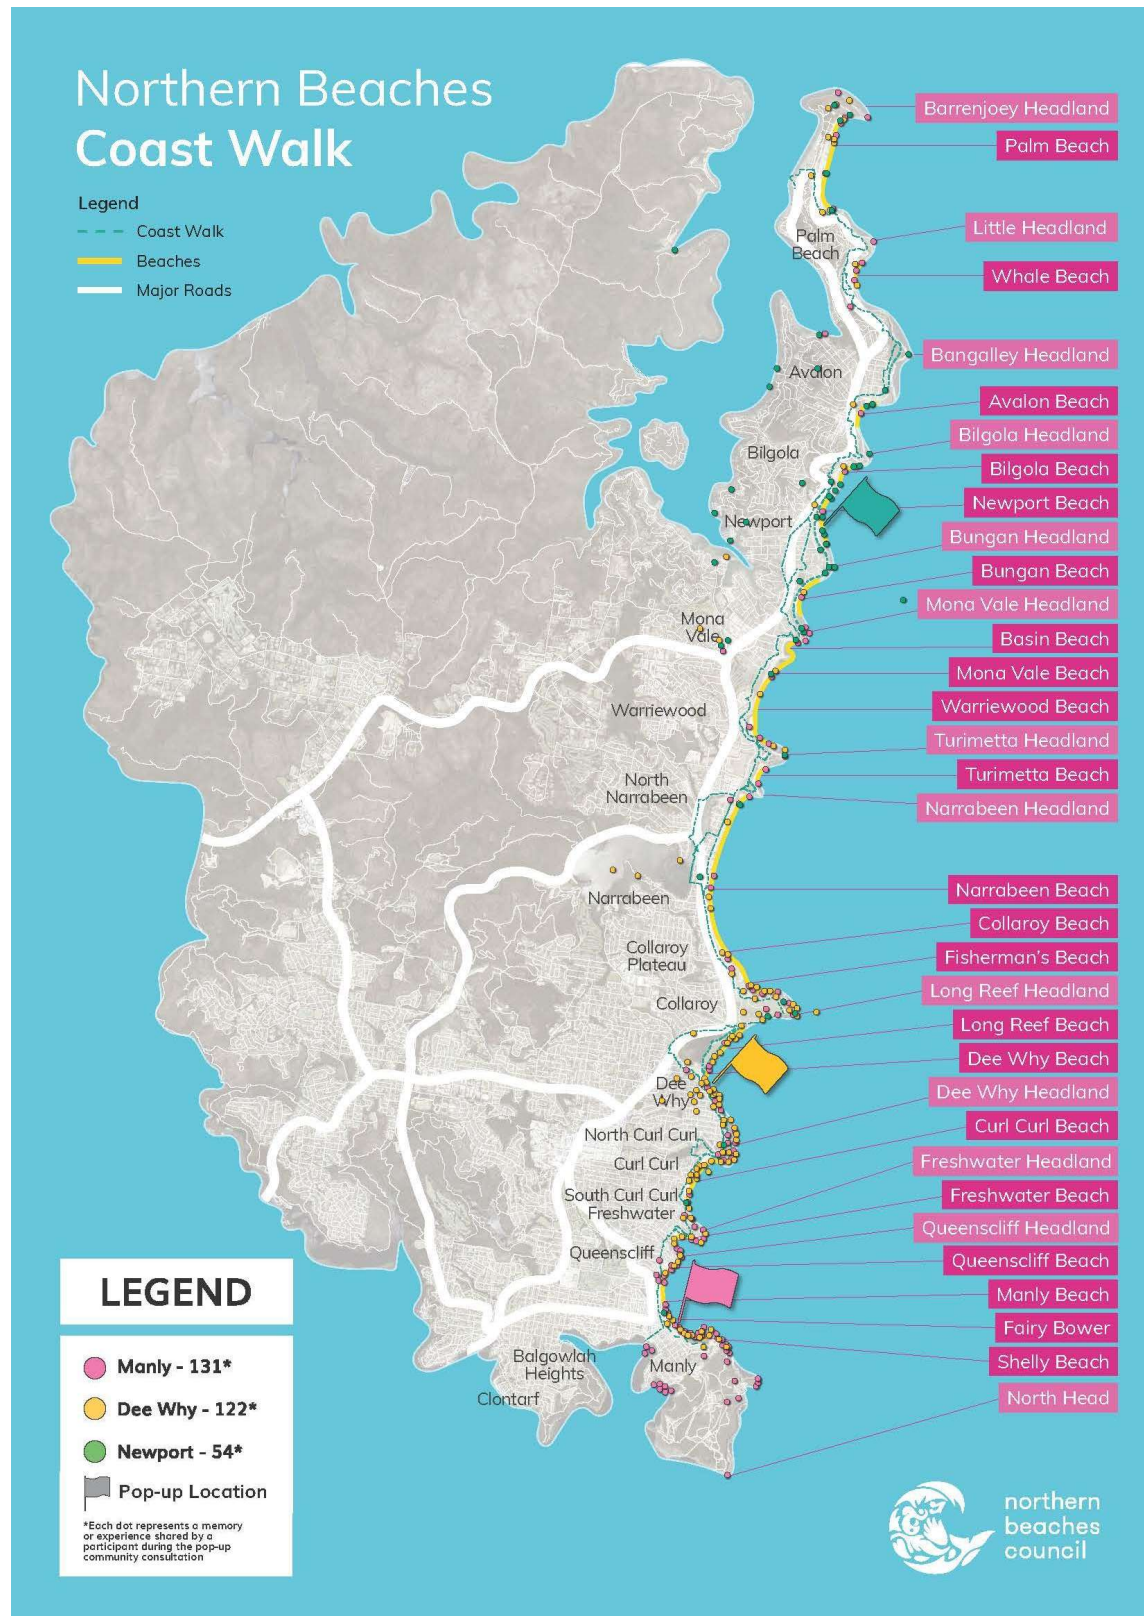 Northern Beaches
Coast Walk
Legend
Coast Walk
Beaches
Major Roads
Barrenjoey Headland
Palm Beach
Little Headland
Whale Beach
Bangalley Headland
Avalon Beach
Bilgola Headland
Bilgola Beach
Newport Beach
Bungan Headland
Bungan Beach
Mona Vale Headland
Basin Beach
Mona Vale Beach
Warriewood Beach
Turimetta Headland
Turimetta Beach
Narrabeen Headland
Narrabeen Beach
Collaroy Beach
Fisherman's Beach
Long Reef Headland
Long Reef Beach
Dee Why Beach
Dee Why Headland
Curl Curl Beach
Freshwater Headland
Freshwater Beach
Queenscliff Headland
Queenscliff Beach
Manly Beach
Fairy Bower
Shelly Beach
North Head
Palm
Beach
Avalon
Bilgola
Newport
Mona
Vale
Warriewood
North
Narrabeen
Narrabeen
Collaroy
Plateau
Collaroy
Dee
Why
North Curl Curl
Curl Curl
South Curl Curl
Freshwater
Queenscliff
Balgowlah
Heights
Manly
Clontarf
LEGEND
Manly - 131*
Dee Why - 122*
Newport - 54*
Pop-up Location
*Each dot represents a memory
or experience shared by a
participant during the pop-up
community consultation
northern
beaches
council